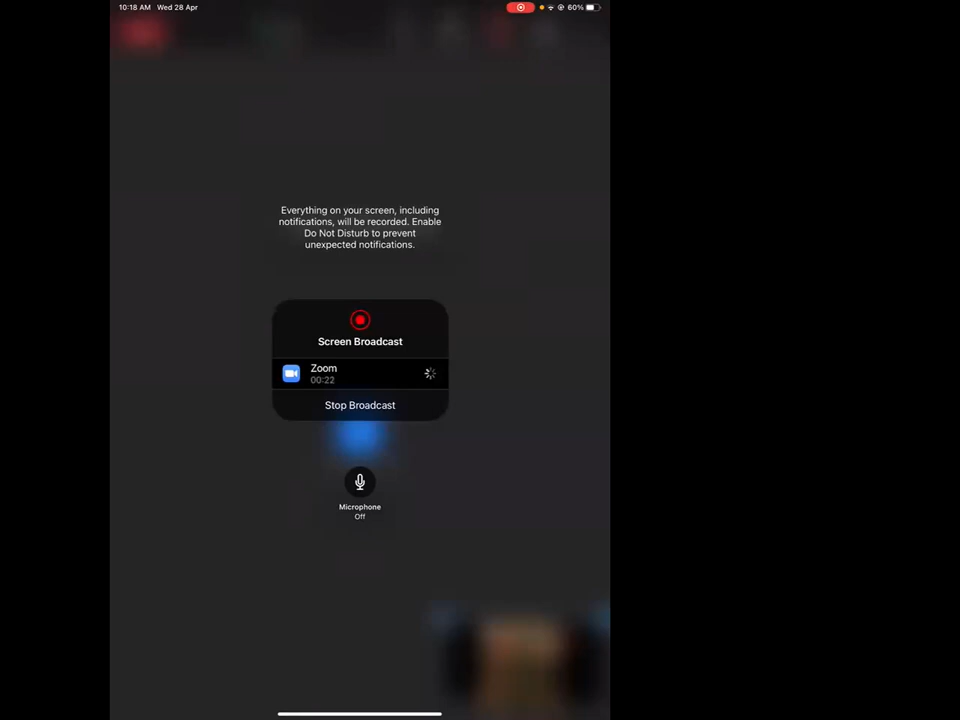 10:18 AM Wed 28 Apr
60%
Everything on your screen, including
notifications, will be recorded. Enable
Do Not Disturb to prevent
unexpected notifications.
Screen Broadcast
Zoom
00:22
Stop Broadcast
Microphone
Off